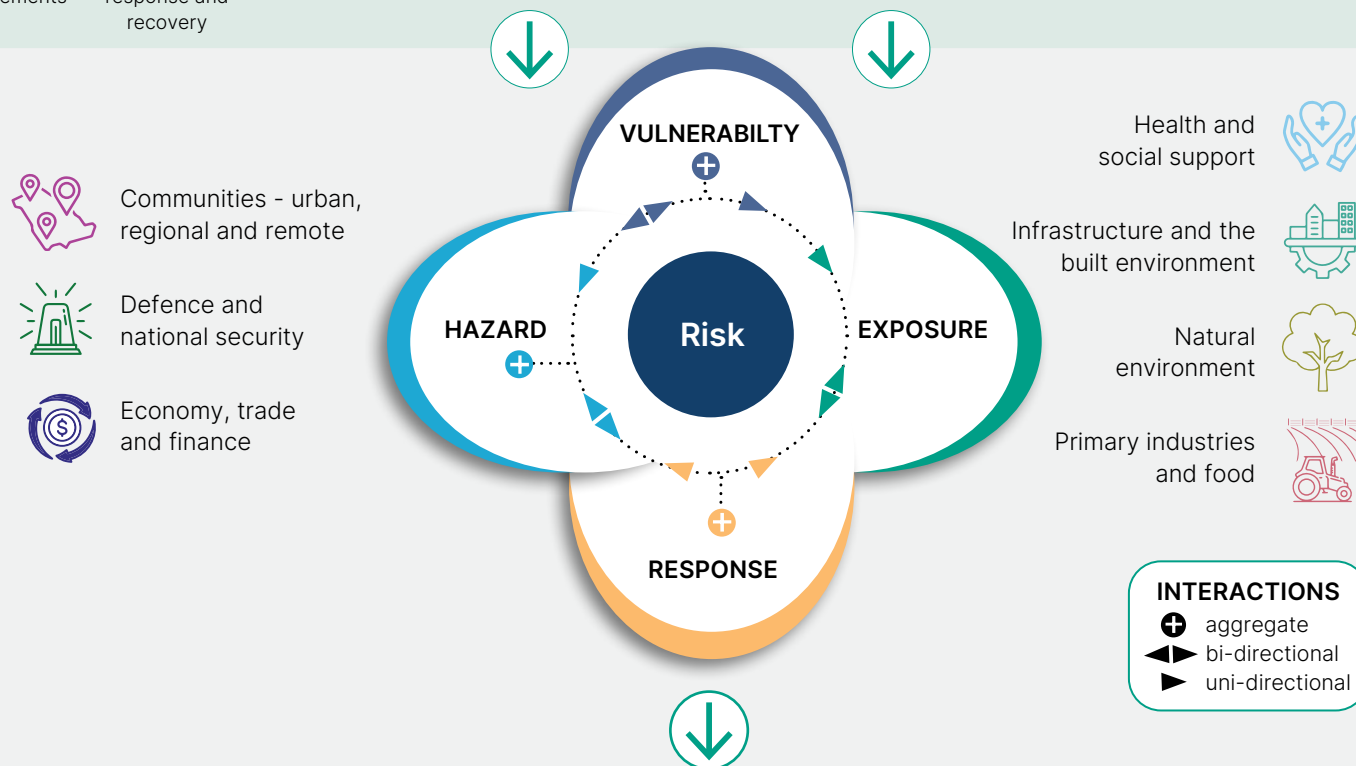 response and
recovery
VULNERABILTY
HAZARD
Risk
EXPOSURE
RESPONSE
Communities - urban,
regional and remote
Defence and
national security
Economy, trade
and finance
Health and
social support
Infrastructure and the
built environment
Natural
environment
Primary industries
and food
INTERACTIONS
aggregate
bi-directional
uni-directional